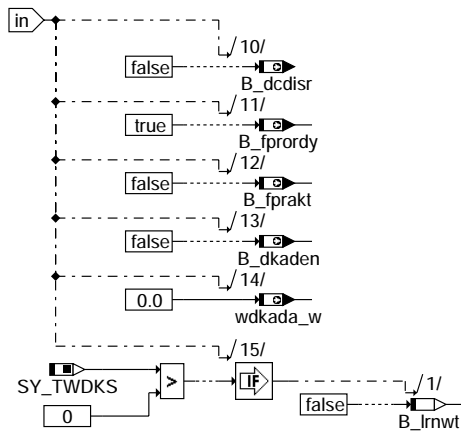 in
10/
false
B_dcdisr
11/
true
B_fprordy
12/
false
B_fprakt
13/
false
B_dkaden
14/
0.0
wdkada_w
15/
SY_TWDKS
>
IF
1/
0
false
B_lrnwt